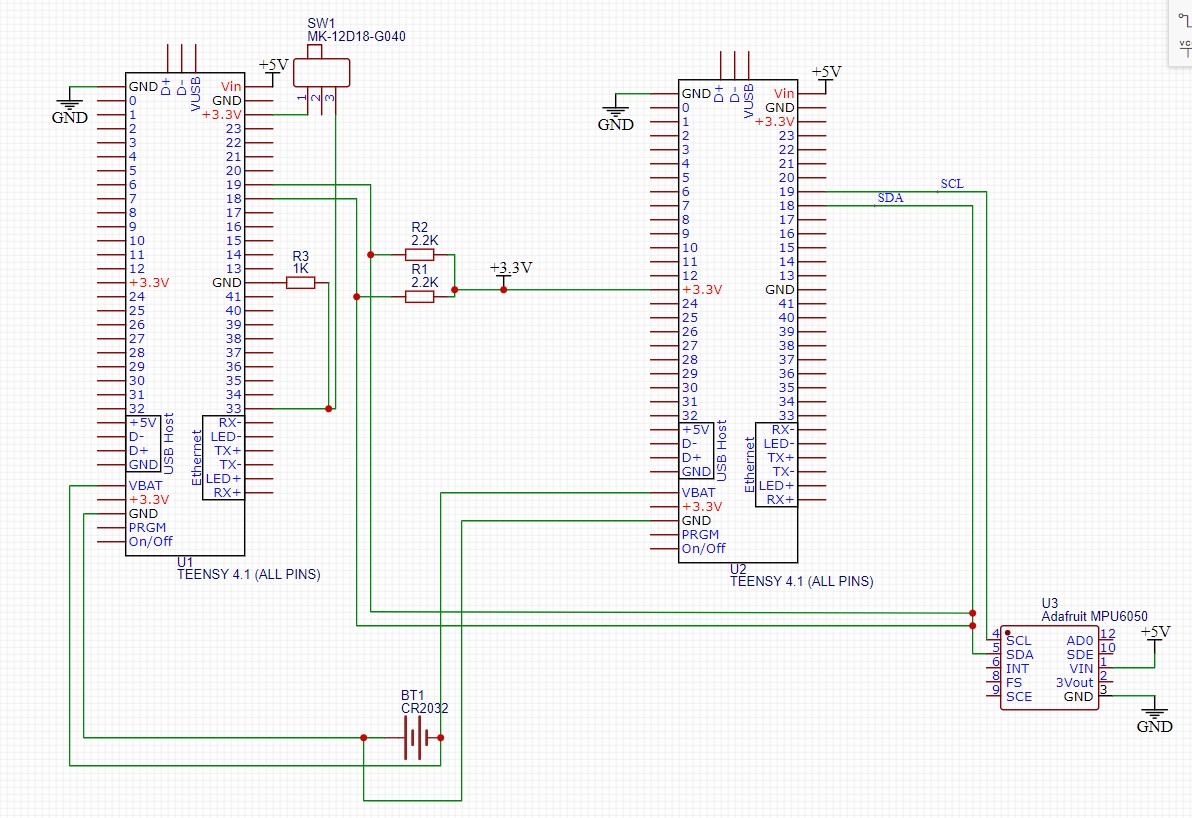 SW1
MK-12D18-G040
+5V
1
2
3
GND
D+
D-
VUSB
GND
0
1
2
3
4
5
6
7
8
9
10
11
12
+3.3V
24
25
26
27
28
29
30
31
32
+5V
D-
D+
GND
USB Host
VBAT
+3.3V
GND
PRGM
On/Off
Vin
GND
+3.3V
23
22
21
20
19
18
17
16
15
14
13
GND
41
40
39
38
37
36
35
34
33
Ethernet
RX-
LED-
TX+
TX-
LED+
RX+
U1
TEENSY 4.1 (ALL PINS)
R3
1K
R2
2.2K
R1
2.2K
+3.3V
GND
+5V
D+
D-
VUSB
GND
0
1
2
3
4
5
6
7
8
9
10
11
12
+3.3V
24
25
26
27
28
29
30
31
32
+5V
D-
D+
GND
USB Host
VBAT
+3.3V
GND
PRGM
On/Off
Vin
GND
+3.3V
23
22
21
20
19
18
17
16
15
14
13
GND
41
40
39
38
37
36
35
34
33
Ethernet
RX-
LED-
TX+
TX-
LED+
RX+
U2
TEENSY 4.1 (ALL PINS)
SCL
SDA
U3
Adafruit MPU6050
4 SCL AD0 12
5 SDA SDE 10
6 INT VIN 1
8 FS 3Vout 2
9 SCE GND 3
+5V
GND
BT1
CR2032